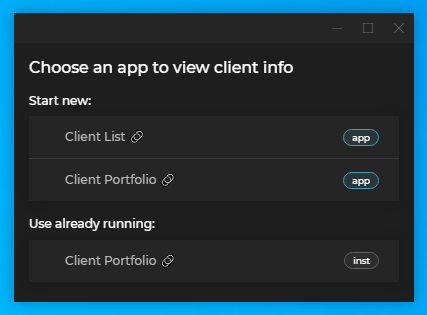 Choose an app to view client info
Start new:
Client List app
Client Portfolio app
Use already running:
Client Portfolio inst